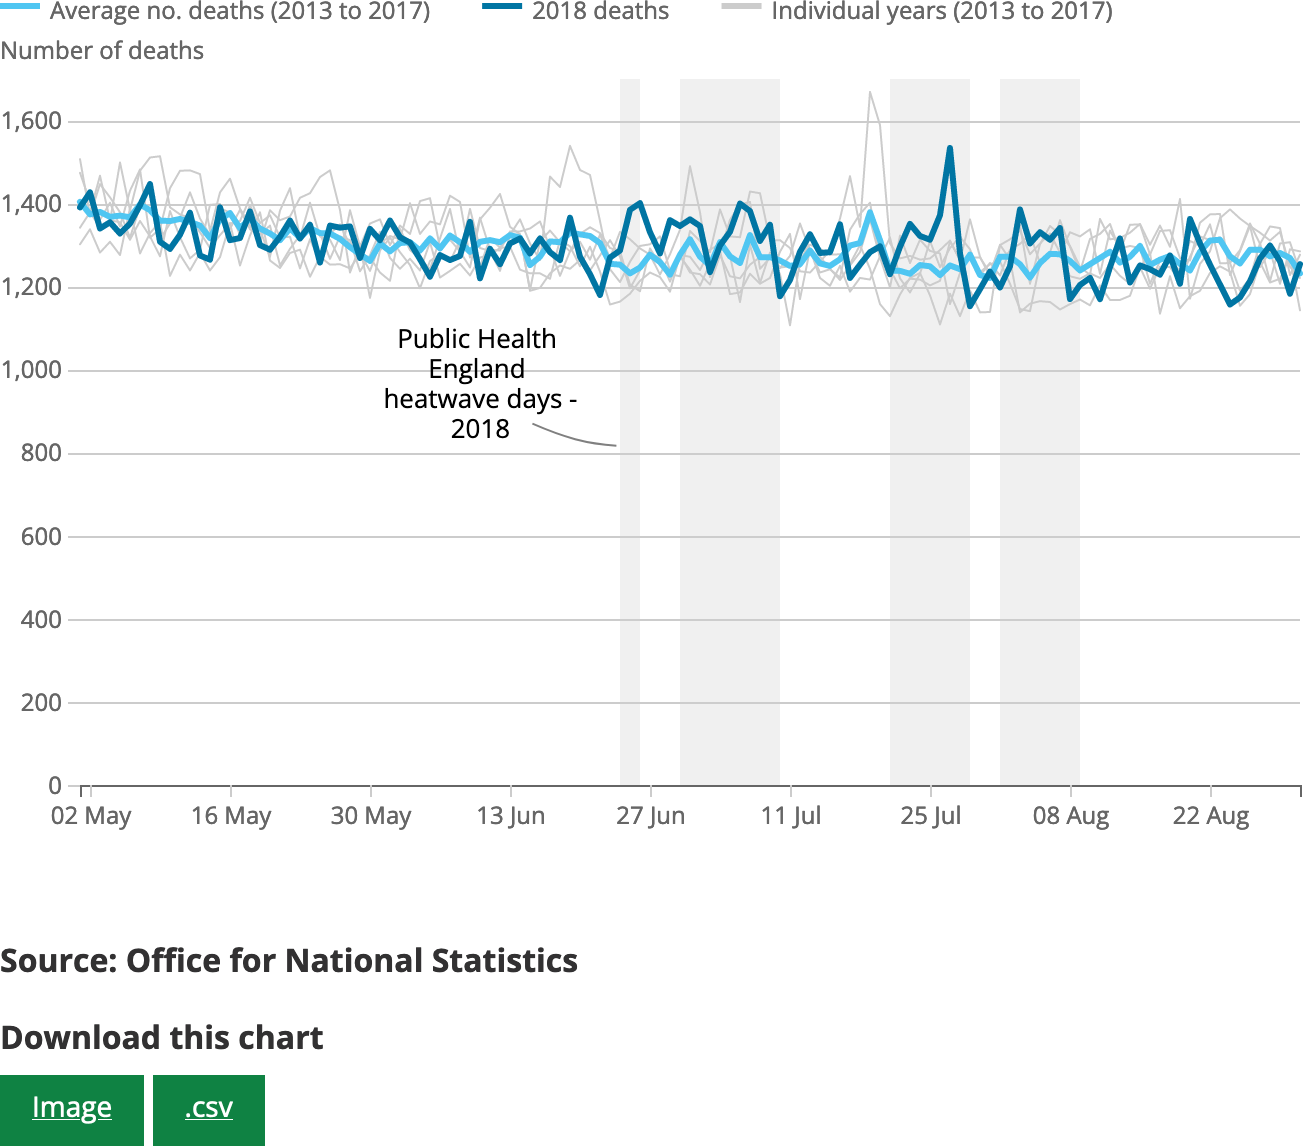 Average no. deaths (2013 to 2017) 2018 deaths Individual years (2013 to 2017)
Number of deaths
1,600
1,400
1,200
Public Health
England
1,000
heatwave days -
2018
800
600
400
200
0
02 May 16 May 30 May 13 Jun 27 Jun 11 Jul 25 Jul 08 Aug 22 Aug
Source: Office for National Statistics
Download this chart
Image .csv